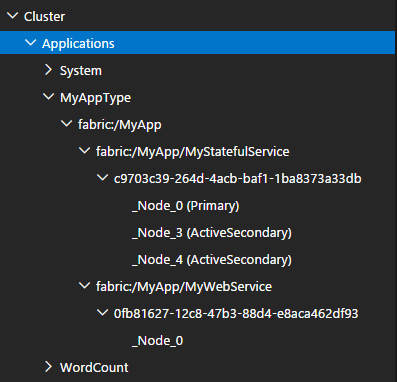 Cluster
Applications
System
MyAppType
fabric:/MyApp
fabric:/MyApp/MyStatefulService
c9703c39-264d-4acb-baf1-1ba8373a33db
_Node_0 (Primary)
_Node_3 (ActiveSecondary)
_Node_4 (ActiveSecondary)
fabric:/MyApp/MyWebService
0fb81627-12c8-47b3-88d4-e8aca462df93
_Node_0
WordCount